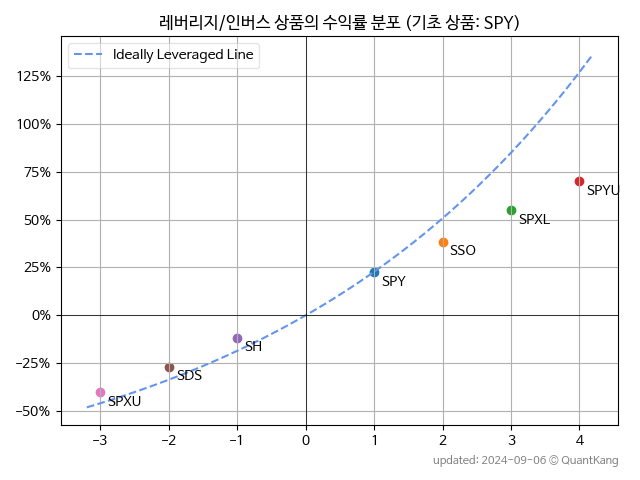 레버리지/인버스 상품의 수익률 분포 (기초 상품: SPY)
Ideally Leveraged Line
125%
100%
75%
50%
25%
0%
−25%
−50%
SPYU
SPXL
SSO
SPY
SH
SDS
SPXU
−3 −2 −1 0 1 2 3 4
updated: 2024-09-06 © QuantKang